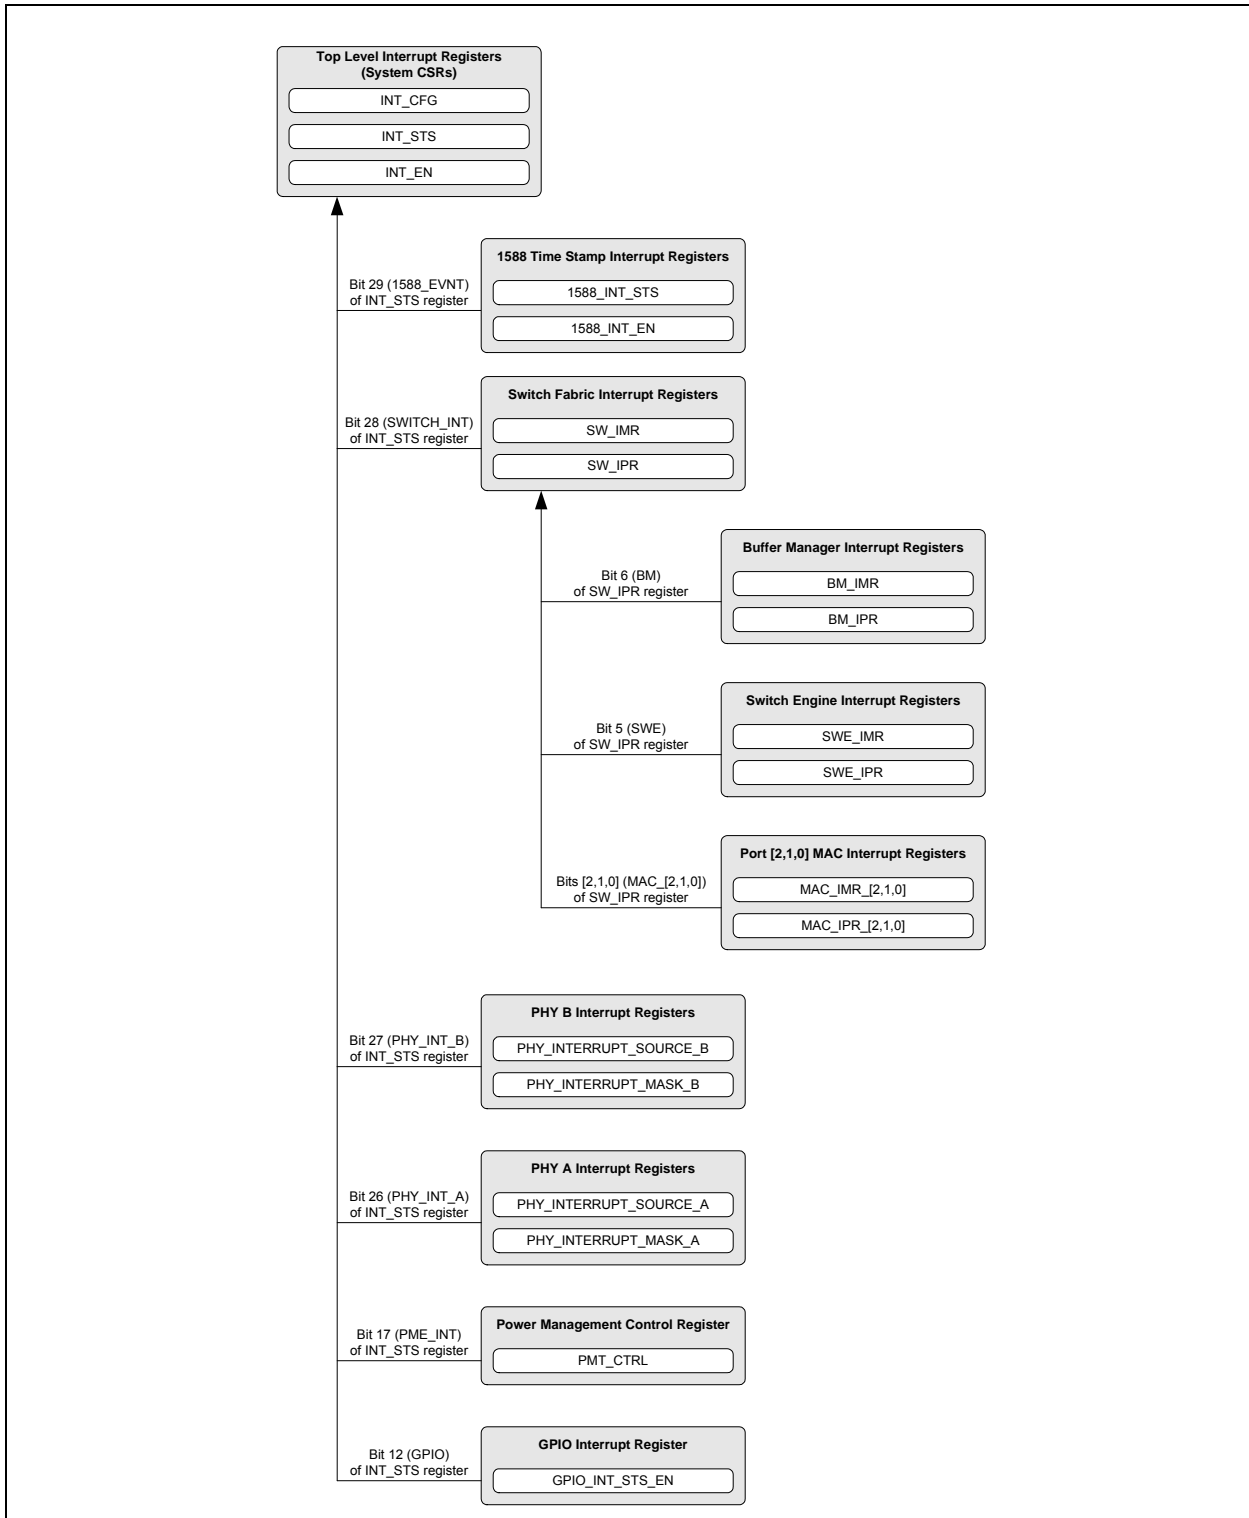 Top Level Interrupt Registers
(System CSRs)
INT_CFG
INT_STS
INT_EN
Bit 29 (1588_EVNT)
of INT_STS register
1588 Time Stamp Interrupt Registers
1588_INT_STS
1588_INT_EN
Bit 28 (SWITCH_INT)
of INT_STS register
Switch Fabric Interrupt Registers
SW_IMR
SW_IPR
Bit 6 (BM)
of SW_IPR register
Buffer Manager Interrupt Registers
BM_IMR
BM_IPR
Bit 5 (SWE)
of SW_IPR register
Switch Engine Interrupt Registers
SWE_IMR
SWE_IPR
Bits [2,1,0] (MAC_[2,1,0])
of SW_IPR register
Port [2,1,0] MAC Interrupt Registers
MAC_IMR_[2,1,0]
MAC_IPR_[2,1,0]
Bit 27 (PHY_INT_B)
of INT_STS register
PHY B Interrupt Registers
PHY_INTERRUPT_SOURCE_B
PHY_INTERRUPT_MASK_B
Bit 26 (PHY_INT_A)
of INT_STS register
PHY A Interrupt Registers
PHY_INTERRUPT_SOURCE_A
PHY_INTERRUPT_MASK_A
Bit 17 (PME_INT)
of INT_STS register
Power Management Control Register
PMT_CTRL
Bit 12 (GPIO)
of INT_STS register
GPIO Interrupt Register
GPIO_INT_STS_EN